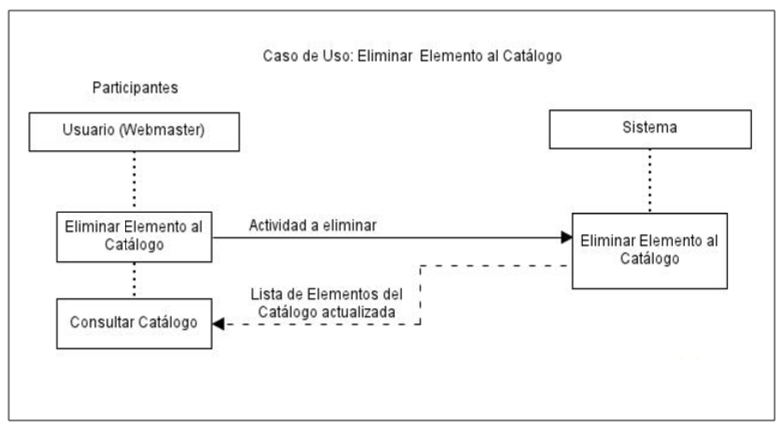 Caso de Uso: Eliminar Elemento al Catálogo
Participantes
Usuario (Webmaster)
Sistema
Eliminar Elemento al
Catálogo
Actividad a eliminar
Eliminar Elemento al
Catálogo
Lista de Elementos del
Catálogo actualizada
Consultar Catálogo